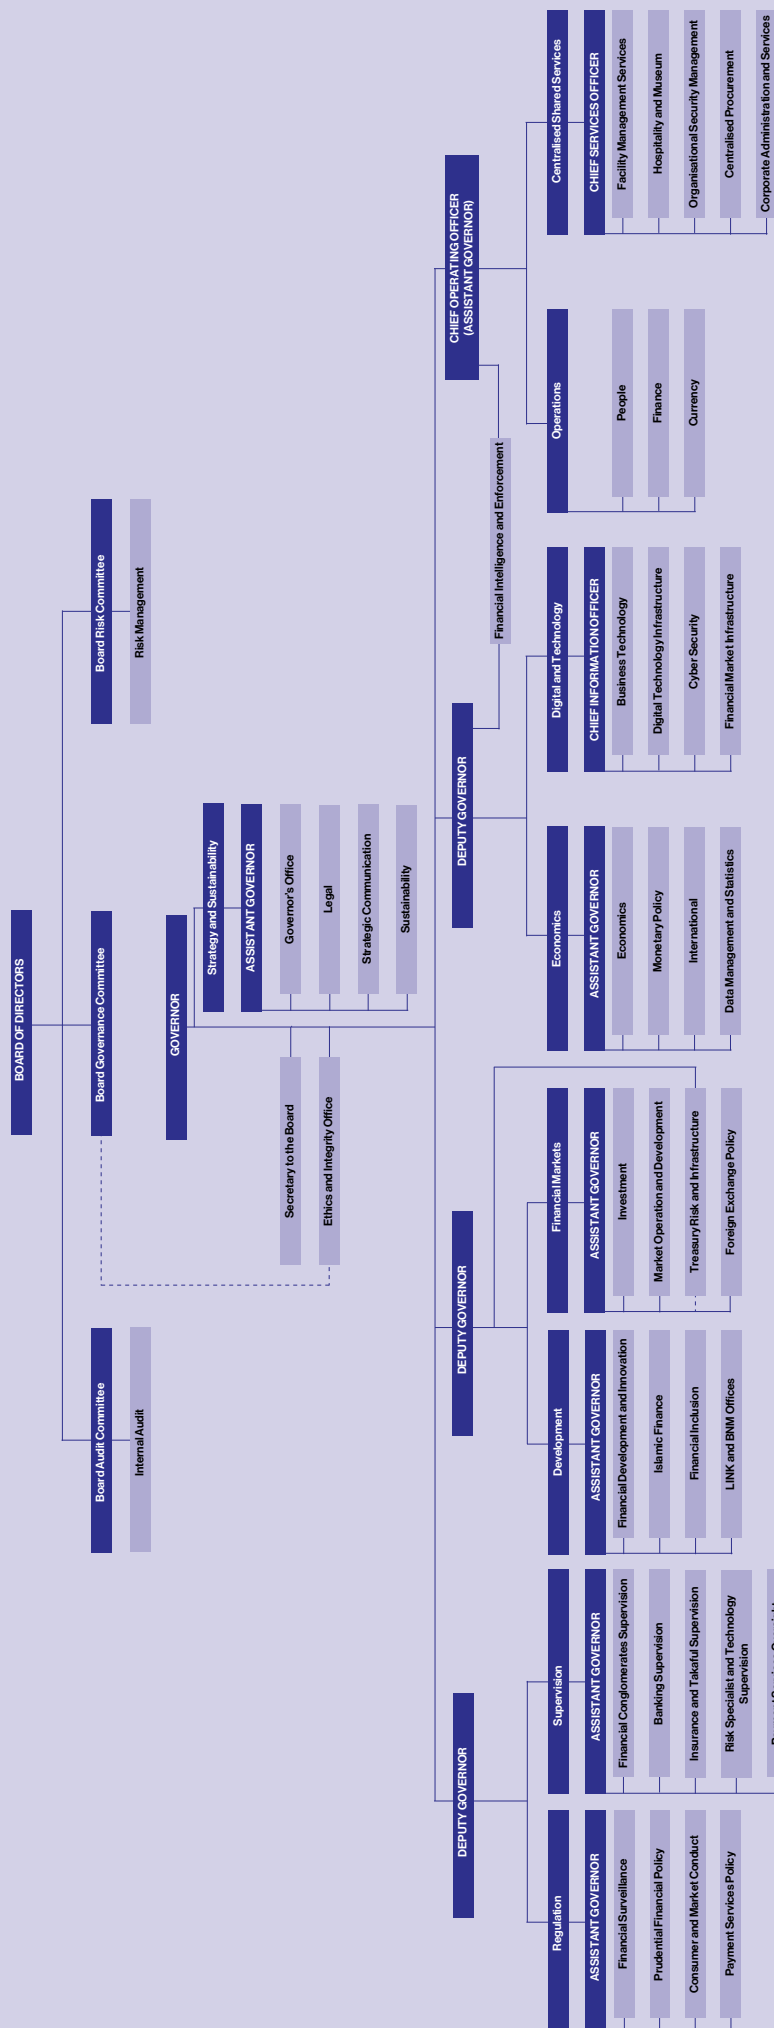 BOARD OF DIRECTORS
Board Audit Committee
Internal Audit
Board Governance Committee
Board Risk Committee
Risk Management
GOVERNOR
Secretary to the Board
Ethics and Integrity Office
Strategy and Sustainability
ASSISTANT GOVERNOR
Governor's Office
Legal
Strategic Communication
Sustainability
DEPUTY GOVERNOR
DEPUTY GOVERNOR
DEPUTY GOVERNOR
CHIEF OPERATING OFFICER
(ASSISTANT GOVERNOR)
Financial Intelligence and Enforcement
Regulation
ASSISTANT GOVERNOR
Financial Surveillance
Prudential Financial Policy
Consumer and Market Conduct
Payment Services Policy
Supervision
ASSISTANT GOVERNOR
Financial Conglomerates Supervision
Banking Supervision
Insurance and Takaful Supervision
Risk Specialist and Technology
Supervision
Development
ASSISTANT GOVERNOR
Financial Development and Innovation
Islamic Finance
Financial Inclusion
LINK and BNM Offices
Financial Markets
ASSISTANT GOVERNOR
Investment
Market Operation and Development
Treasury Risk and Infrastructure
Foreign Exchange Policy
Economics
ASSISTANT GOVERNOR
Economics
Monetary Policy
International
Data Management and Statistics
Digital and Technology
CHIEF INFORMATION OFFICER
Business Technology
Digital Technology Infrastructure
Cyber Security
Financial Market Infrastructure
Operations
People
Finance
Currency
Centralised Shared Services
CHIEF SERVICES OFFICER
Facility Management Services
Hospitality and Museum
Organisational Security Management
Centralised Procurement
Corporate Administration and Services